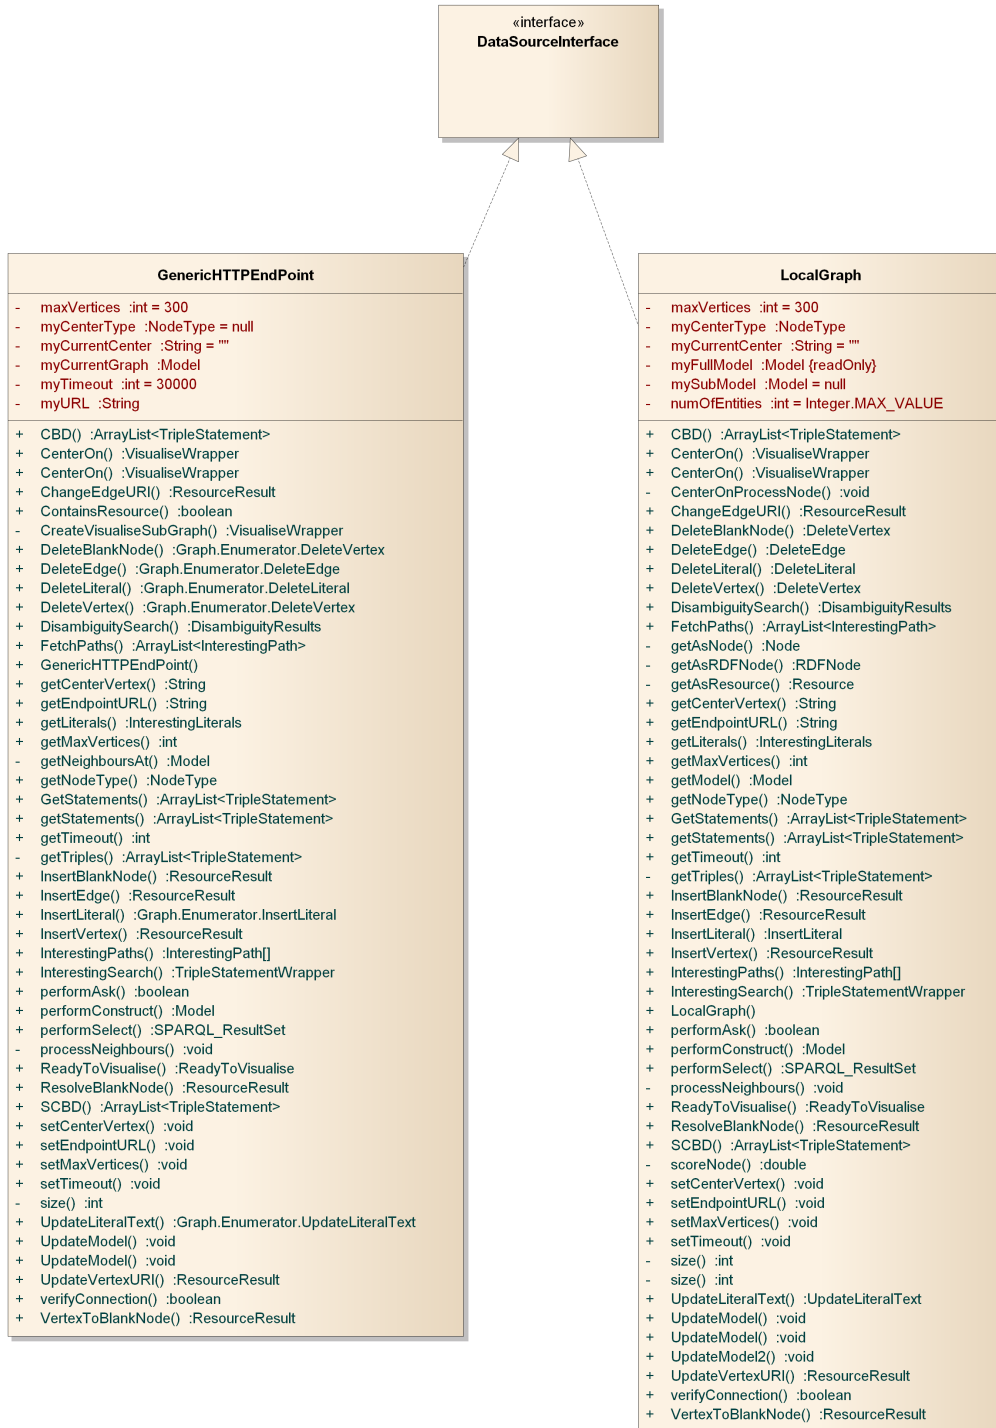 «interface»
DataSourceInterface
GenericHTTPEndPoint
- maxVertices :int = 300
- myCenterType :NodeType = null
- myCurrentCenter :String = ""
- myCurrentGraph :Model
- myTimeout :int = 30000
- myURL :String
+ CBD() :ArrayList<TripleStatement>
+ CenterOn() :VisualiseWrapper
+ CenterOn() :VisualiseWrapper
+ ChangeEdgeURI() :ResourceResult
+ ContainsResource() :boolean
- CreateVisualiseSubGraph() :VisualiseWrapper
+ DeleteBlankNode() :Graph.Enumerator.DeleteVertex
+ DeleteEdge() :Graph.Enumerator.DeleteEdge
+ DeleteLiteral() :Graph.Enumerator.DeleteLiteral
+ DeleteVertex() :Graph.Enumerator.DeleteVertex
+ DisambiguitySearch() :DisambiguityResults
+ FetchPaths() :ArrayList<InterestingPath>
+ GenericHTTPEndPoint()
+ getCenterVertex() :String
+ getEndpointURL() :String
+ getLiterals() :InterestingLiterals
+ getMaxVertices() :int
- getNeighboursAt() :Model
+ getNodeType() :NodeType
+ GetStatements() :ArrayList<TripleStatement>
+ getStatements() :ArrayList<TripleStatement>
+ getTimeout() :int
- getTriples() :ArrayList<TripleStatement>
+ InsertBlankNode() :ResourceResult
+ InsertEdge() :ResourceResult
+ InsertLiteral() :Graph.Enumerator.InsertLiteral
+ InsertVertex() :ResourceResult
+ InterestingPaths() :InterestingPath[]
+ InterestingSearch() :TripleStatementWrapper
+ performAsk() :boolean
+ performConstruct() :Model
+ performSelect() :SPARQL_ResultSet
- processNeighbours() :void
+ ReadyToVisualise() :ReadyToVisualise
+ ResolveBlankNode() :ResourceResult
+ SCBD() :ArrayList<TripleStatement>
+ setCenterVertex() :void
+ setEndpointURL() :void
+ setMaxVertices() :void
+ setTimeout() :void
- size() :int
+ UpdateLiteralText() :Graph.Enumerator.UpdateLiteralText
+ UpdateModel() :void
+ UpdateModel() :void
+ UpdateVertexURI() :ResourceResult
+ verifyConnection() :boolean
+ VertexToBlankNode() :ResourceResult
LocalGraph
- maxVertices :int = 300
- myCenterType :NodeType
- myCurrentCenter :String = ""
- myFullModel :Model {readOnly}
- mySubModel :Model = null
- numOfEntities :int = Integer.MAX_VALUE
+ CBD() :ArrayList<TripleStatement>
+ CenterOn() :VisualiseWrapper
+ CenterOn() :VisualiseWrapper
- CenterOnProcessNode() :void
+ ChangeEdgeURI() :ResourceResult
+ DeleteBlankNode() :DeleteVertex
+ DeleteEdge() :DeleteEdge
+ DeleteLiteral() :DeleteLiteral
+ DeleteVertex() :DeleteVertex
+ DisambiguitySearch() :DisambiguityResults
+ FetchPaths() :ArrayList<InterestingPath>
- getAsNode() :Node
- getAsRDFNode() :RDFNode
- getAsResource() :Resource
+ getCenterVertex() :String
+ getEndpointURL() :String
+ getLiterals() :InterestingLiterals
+ getMaxVertices() :int
+ getModel() :Model
+ getNodeType() :NodeType
+ GetStatements() :ArrayList<TripleStatement>
+ getStatements() :ArrayList<TripleStatement>
+ getTimeout() :int
- getTriples() :ArrayList<TripleStatement>
+ InsertBlankNode() :ResourceResult
+ InsertEdge() :ResourceResult
+ InsertLiteral() :InsertLiteral
+ InsertVertex() :ResourceResult
+ InterestingPaths() :InterestingPath[]
+ InterestingSearch() :TripleStatementWrapper
+ LocalGraph()
+ performAsk() :boolean
+ performConstruct() :Model
+ performSelect() :SPARQL_ResultSet
- processNeighbours() :void
+ ReadyToVisualise() :ReadyToVisualise
+ ResolveBlankNode() :ResourceResult
+ SCBD() :ArrayList<TripleStatement>
- scoreNode() :double
+ setCenterVertex() :void
+ setEndpointURL() :void
+ setMaxVertices() :void
+ setTimeout() :void
- size() :int
- size() :int
+ UpdateLiteralText() :UpdateLiteralText
+ UpdateModel() :void
+ UpdateModel() :void
+ UpdateModel2() :void
+ UpdateVertexURI() :ResourceResult
+ verifyConnection() :boolean
+ VertexToBlankNode() :ResourceResult